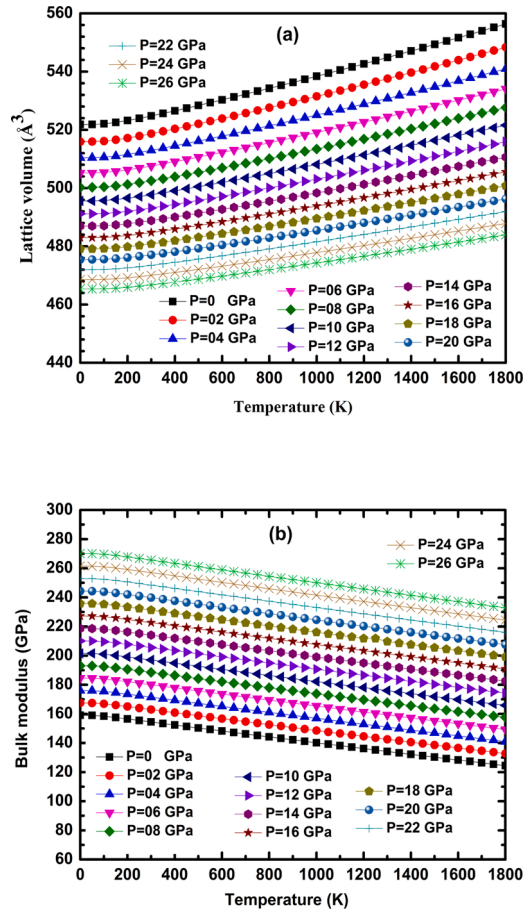 (a)
560
540
520
500
480
460
440
Lattice volume (Å³)
P=22 GPa
P=24 GPa
P=26 GPa
P=0 GPa
P=02 GPa
P=04 GPa
P=06 GPa
P=08 GPa
P=10 GPa
P=12 GPa
P=14 GPa
P=16 GPa
P=18 GPa
P=20 GPa
0 200 400 600 800 1000 1200 1400 1600 1800
Temperature (K)
(b)
300
280
260
240
220
200
180
160
140
120
100
80
60
Bulk modulus (GPa)
P=24 GPa
P=26 GPa
P=0 GPa
P=02 GPa
P=04 GPa
P=06 GPa
P=08 GPa
P=10 GPa
P=12 GPa
P=14 GPa
P=16 GPa
P=18 GPa
P=20 GPa
P=22 GPa
0 200 400 600 800 1000 1200 1400 1600 1800
Temperature (K)